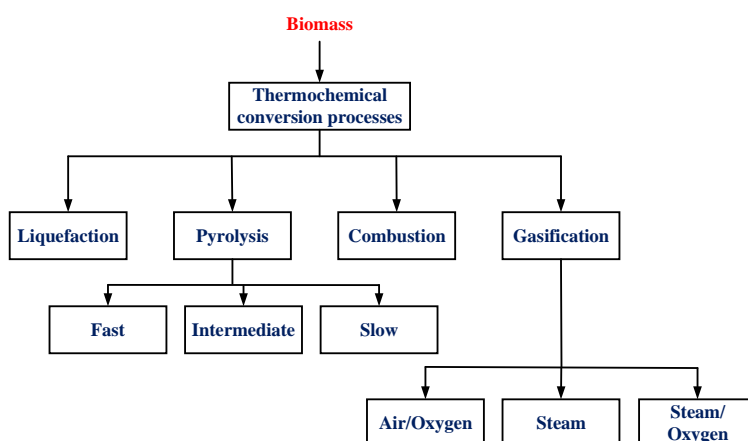 Biomass
Thermochemical
conversion processes
Liquefaction
Pyrolysis
Combustion
Gasification
Fast
Intermediate
Slow
Air/Oxygen
Steam
Steam/
Oxygen